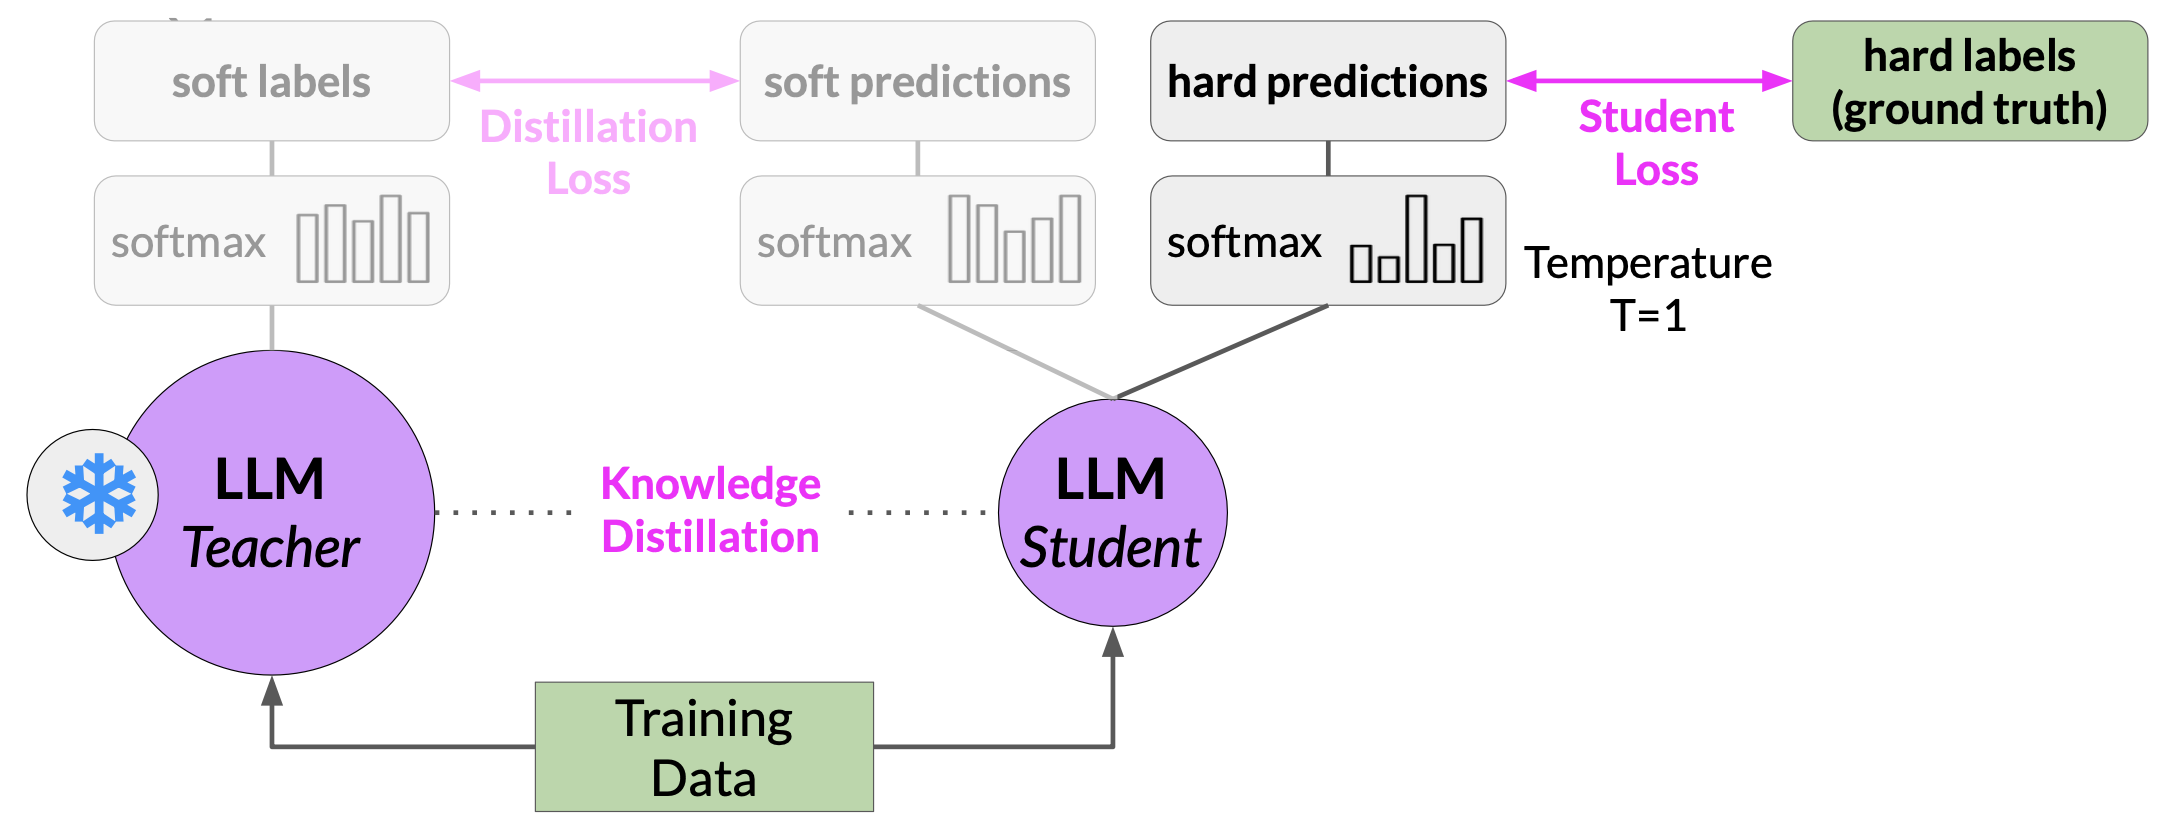 soft labels
Distillation
Loss
soft predictions
hard predictions
Student
Loss
hard labels
(ground truth)
softmax
softmax
softmax
Temperature
T=1
LLM
Teacher
Knowledge
Distillation
LLM
Student
Training
Data